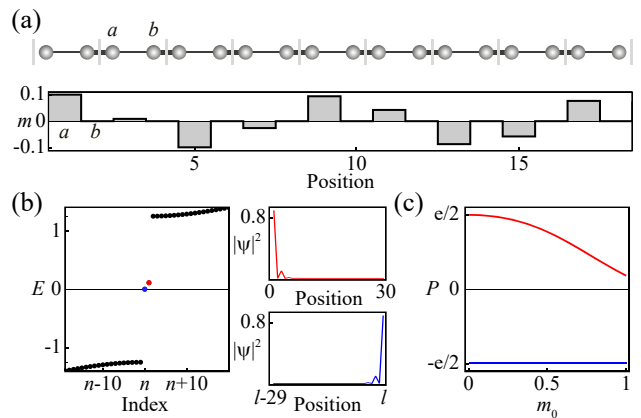 (a)
a b
0.1
m 0
-0.1
a b
5 10 15
Position
(b)
1
E 0
-1
n-10 n n+10
Index
0.8
|ψ|²
0 30
Position
0.8
|ψ|²
l-29 l
Position
(c)
e/2
P 0
-e/2
0 0.5 1
m₀